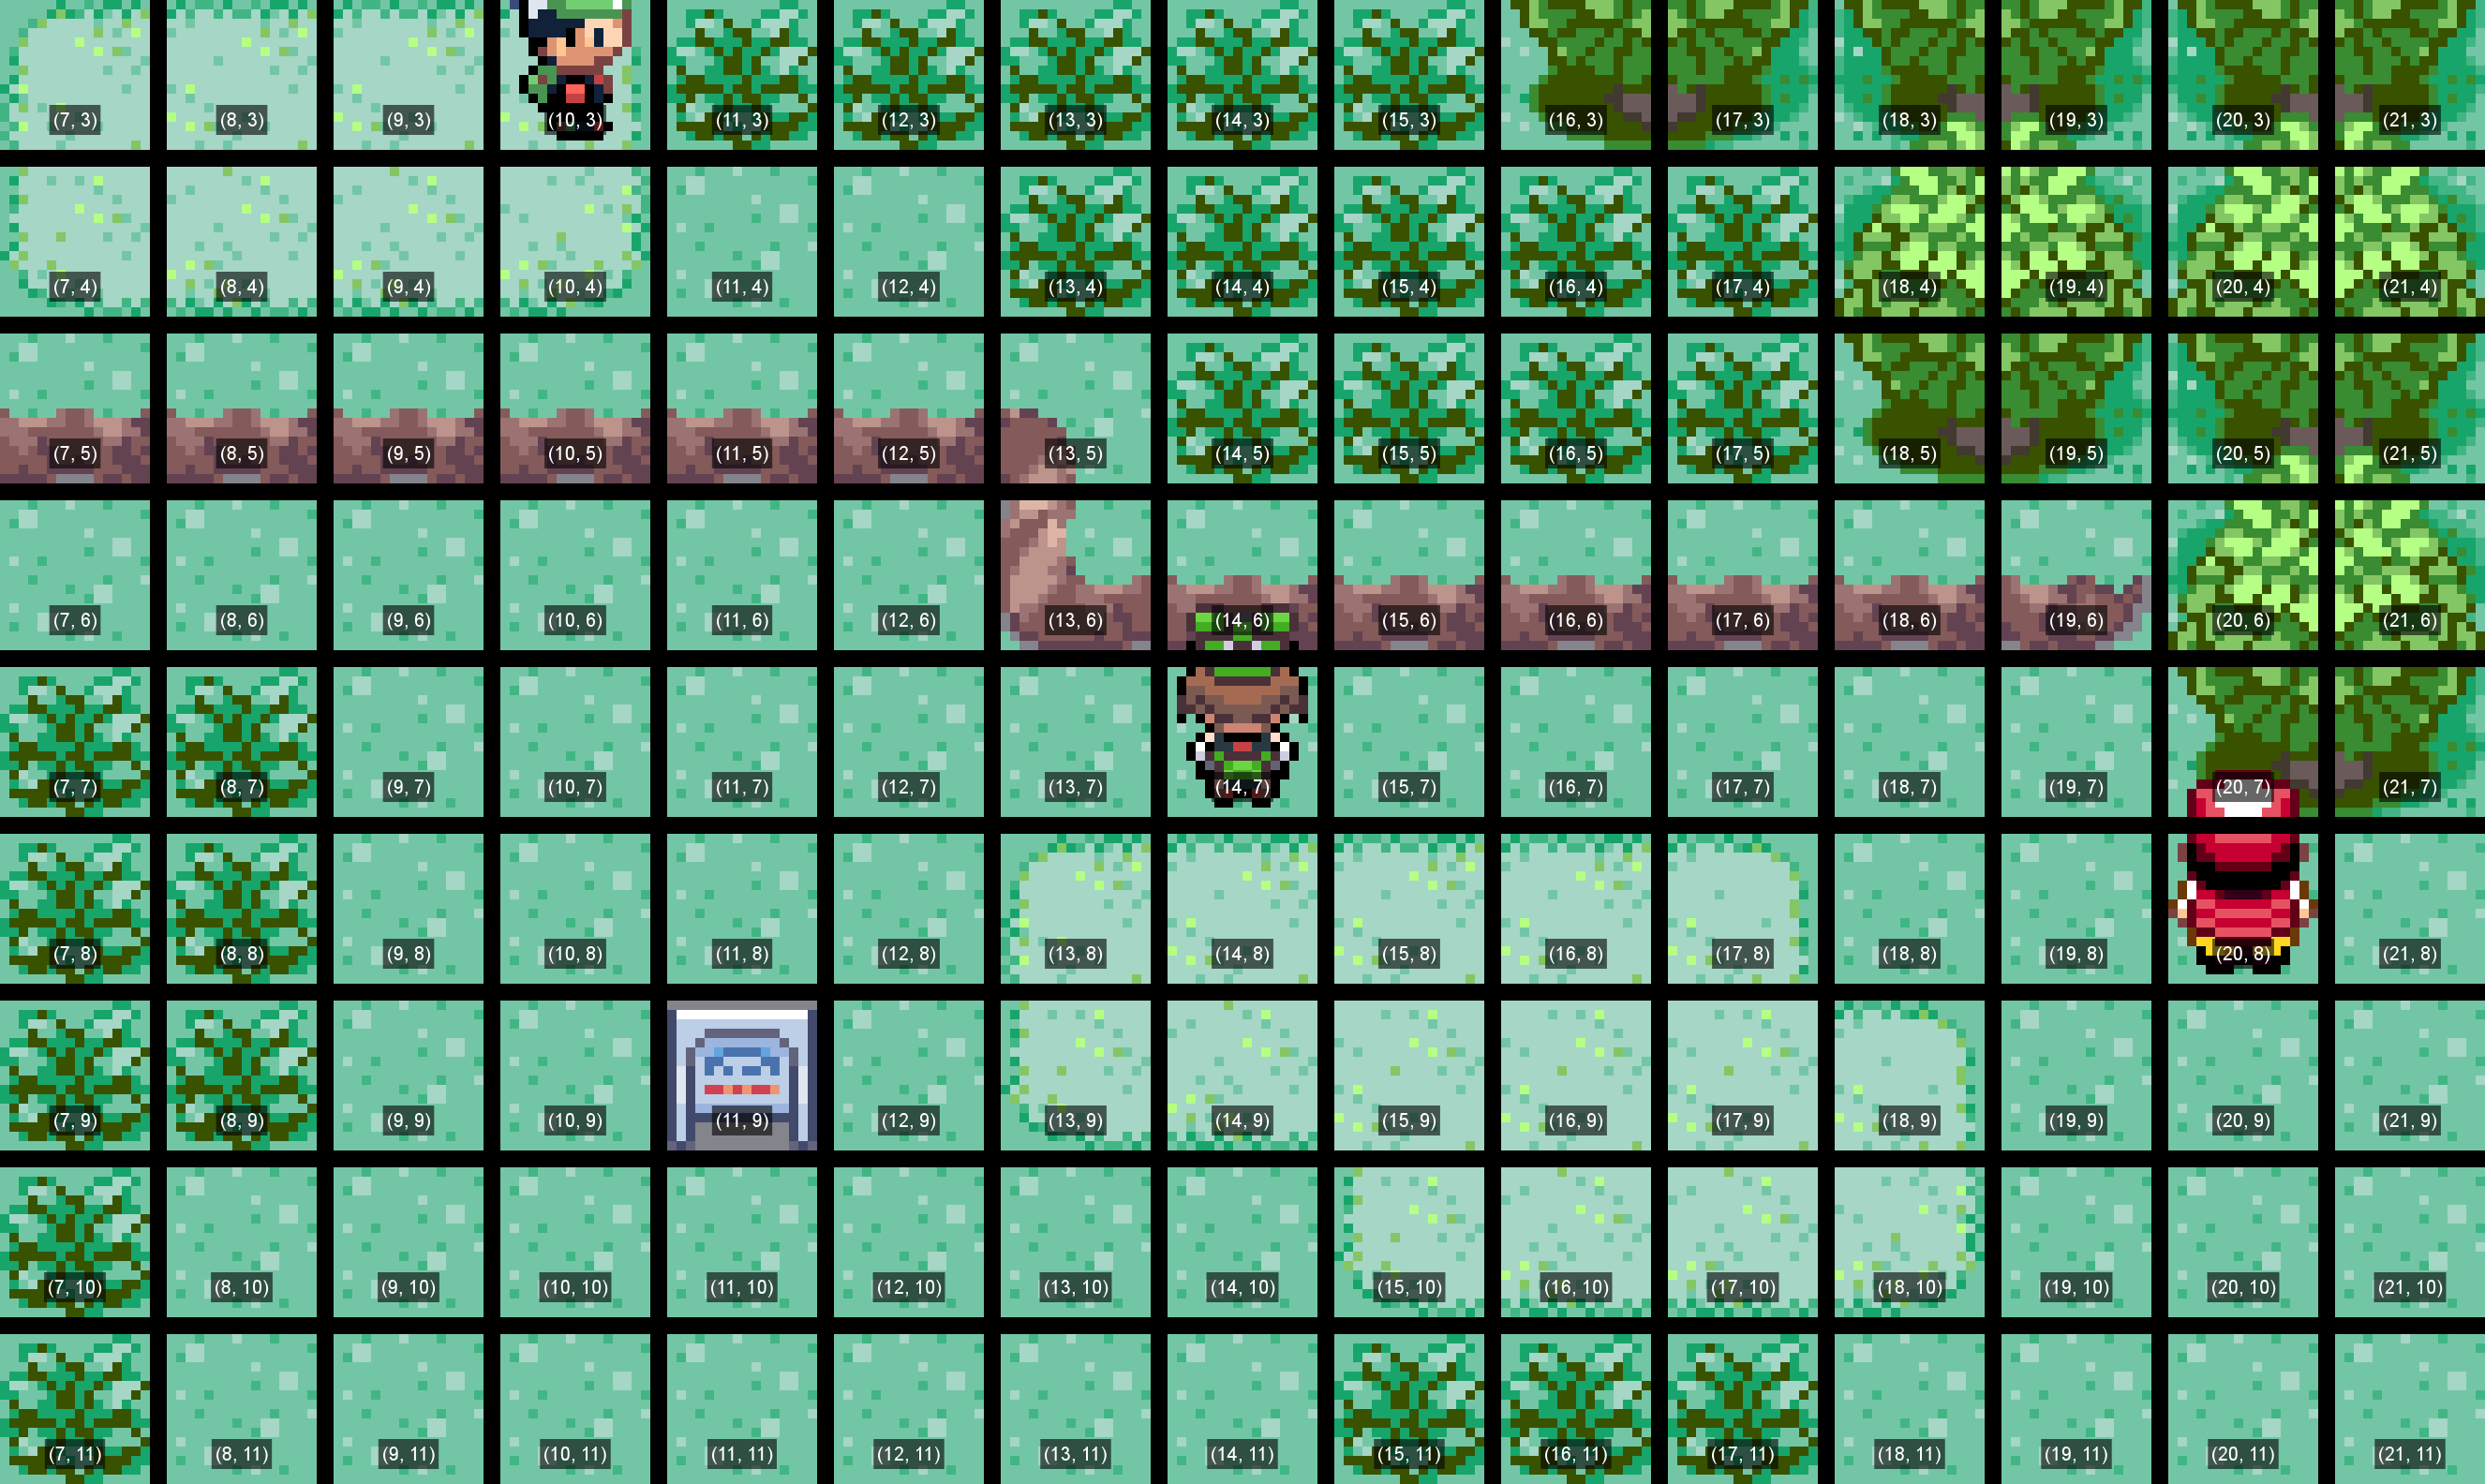 (7, 3) (8, 3) (9, 3) (10, 3) (11, 3) (12, 3) (13, 3) (14, 3) (15, 3) (16, 3) (17, 3) (18, 3) (19, 3) (20, 3) (21, 3)
(7, 4) (8, 4) (9, 4) (10, 4) (11, 4) (12, 4) (13, 4) (14, 4) (15, 4) (16, 4) (17, 4) (18, 4) (19, 4) (20, 4) (21, 4)
(7, 5) (8, 5) (9, 5) (10, 5) (11, 5) (12, 5) (13, 5) (14, 5) (15, 5) (16, 5) (17, 5) (18, 5) (19, 5) (20, 5) (21, 5)
(7, 6) (8, 6) (9, 6) (10, 6) (11, 6) (12, 6) (13, 6) (14, 6) (15, 6) (16, 6) (17, 6) (18, 6) (19, 6) (20, 6) (21, 6)
(7, 7) (8, 7) (9, 7) (10, 7) (11, 7) (12, 7) (13, 7) (14, 7) (15, 7) (16, 7) (17, 7) (18, 7) (19, 7) (20, 7) (21, 7)
(7, 8) (8, 8) (9, 8) (10, 8) (11, 8) (12, 8) (13, 8) (14, 8) (15, 8) (16, 8) (17, 8) (18, 8) (19, 8) (20, 8) (21, 8)
(7, 9) (8, 9) (9, 9) (10, 9) (11, 9) (12, 9) (13, 9) (14, 9) (15, 9) (16, 9) (17, 9) (18, 9) (19, 9) (20, 9) (21, 9)
(7, 10) (8, 10) (9, 10) (10, 10) (11, 10) (12, 10) (13, 10) (14, 10) (15, 10) (16, 10) (17, 10) (18, 10) (19, 10) (20, 10) (21, 10)
(7, 11) (8, 11) (9, 11) (10, 11) (11, 11) (12, 11) (13, 11) (14, 11) (15, 11) (16, 11) (17, 11) (18, 11) (19, 11) (20, 11) (21, 11)